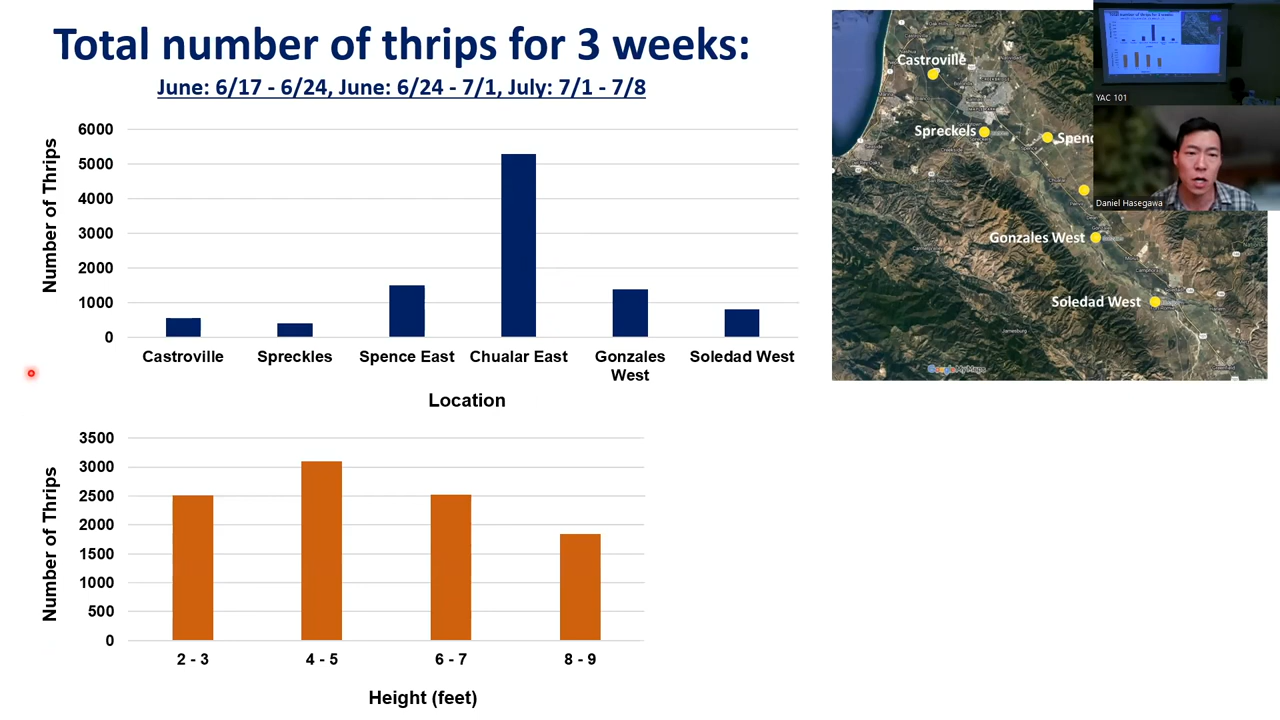 Total number of thrips for 3 weeks:
June: 6/17 - 6/24, June: 6/24 - 7/1, July: 7/1 - 7/8
Number of Thrips
6000
5000
4000
3000
2000
1000
0
Castroville
Spreckles
Spence East
Chualar East
Gonzales
West
Soledad West
Location
Number of Thrips
3500
3000
2500
2000
1500
1000
500
0
2 - 3
4 - 5
6 - 7
8 - 9
Height (feet)
Castroville
Spreckels
Spenc
Gonzales West
Soledad West
Google My Maps
YAC 101
Daniel Hasegawa